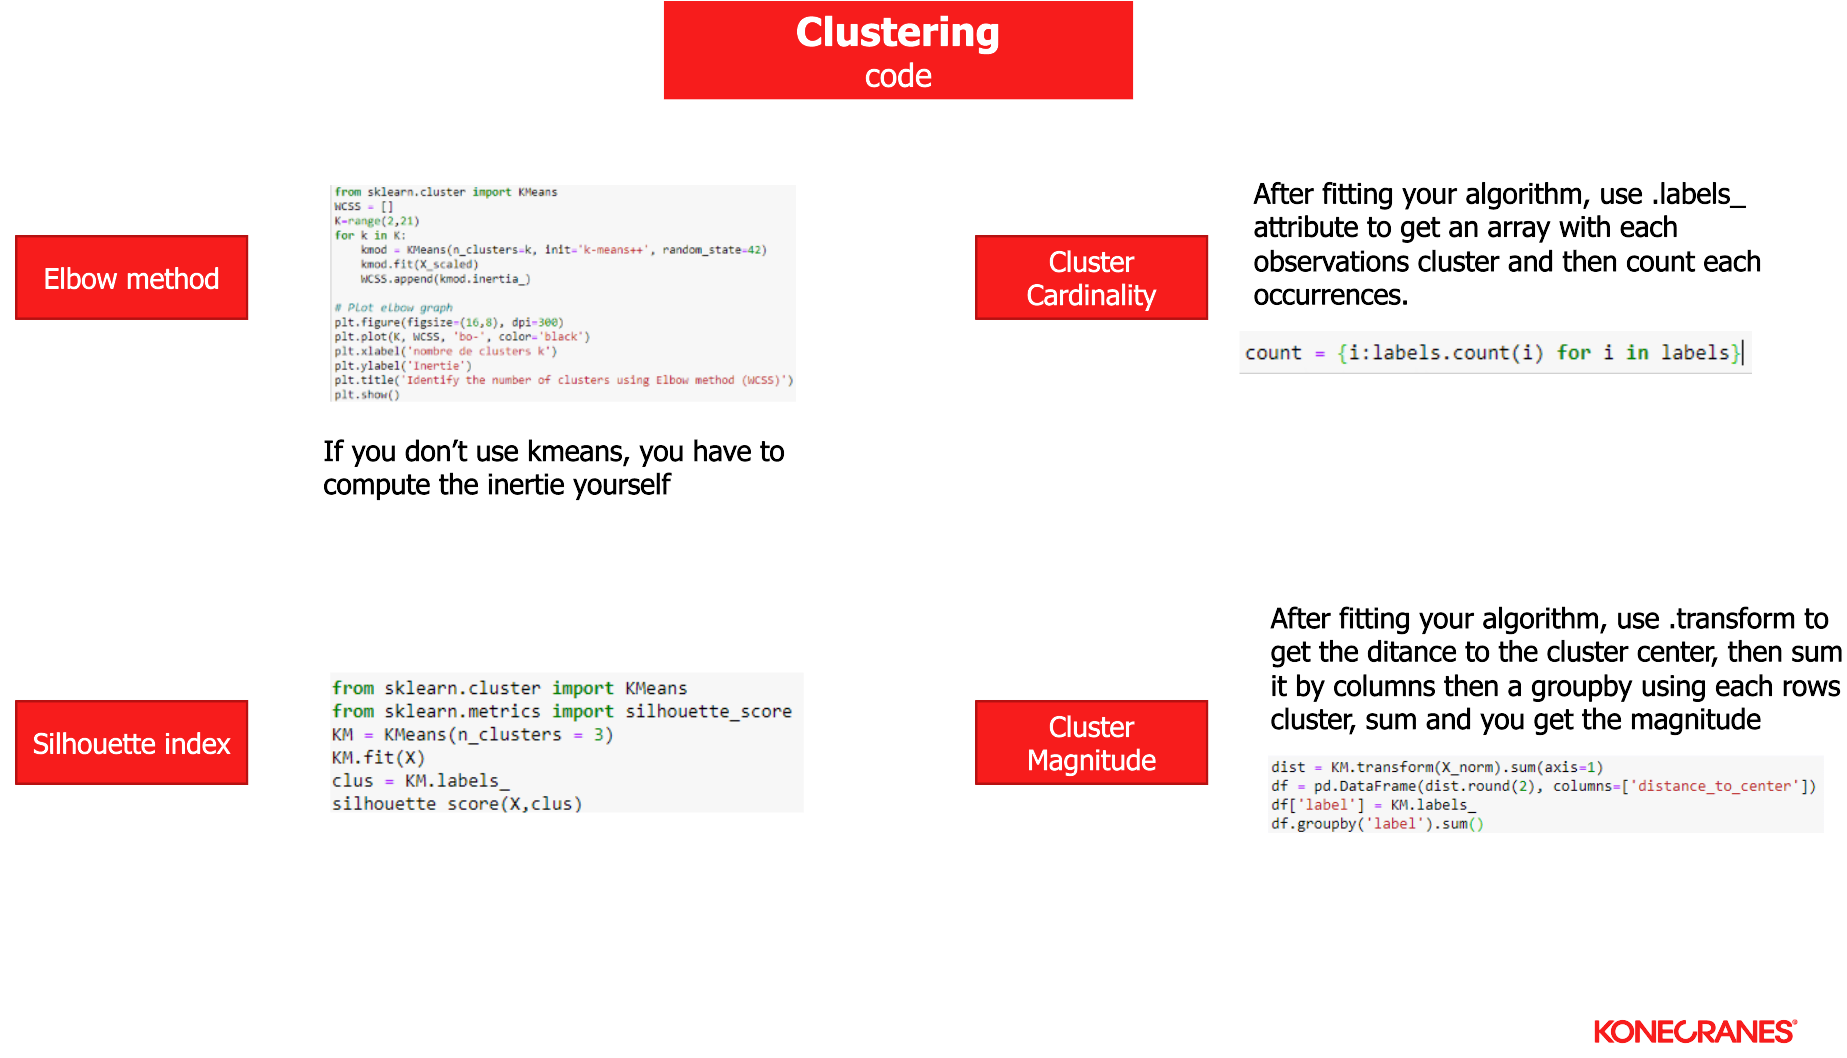 Clustering
code
Elbow method
from sklearn.cluster import KMeans
WCSS = []
K=range(2,21)
for k in K:
    kmod = KMeans(n_clusters=k, init='k-means++', random_state=42)
    kmod.fit(X_scaled)
    WCSS.append(kmod.inertia_)
# Plot elbow graph
plt.figure(figsize=(16,8), dpi=300)
plt.plot(K, WCSS, 'bo-', color='black')
plt.xlabel('nombre de clusters k')
plt.ylabel('Inertie')
plt.title('Identify the number of clusters using Elbow method (WCSS)')
plt.show()
If you don’t use kmeans, you have to
compute the inertie yourself
Cluster
Cardinality
After fitting your algorithm, use .labels_
attribute to get an array with each
observations cluster and then count each
occurrences.
count = {i:labels.count(i) for i in labels}
Silhouette index
from sklearn.cluster import KMeans
from sklearn.metrics import silhouette_score
KM = KMeans(n_clusters = 3)
KM.fit(X)
clus = KM.labels_
silhouette_score(X,clus)
Cluster
Magnitude
After fitting your algorithm, use .transform to
get the ditance to the cluster center, then sum
it by columns then a groupby using each rows
cluster, sum and you get the magnitude
dist = KM.transform(X_norm).sum(axis=1)
df = pd.DataFrame(dist.round(2), columns=['distance_to_center'])
df['label'] = KM.labels_
df.groupby('label').sum()
KONECRANES®